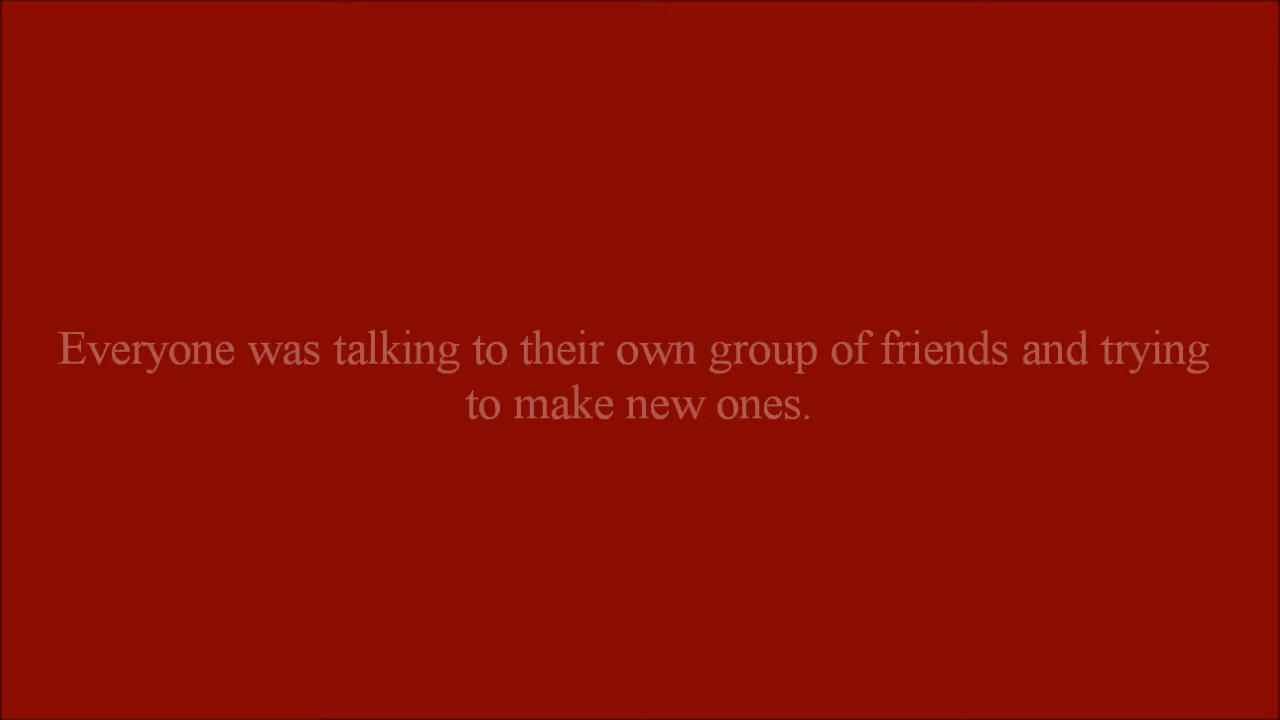 Everyone was talking to their own group of friends and trying
to make new ones.